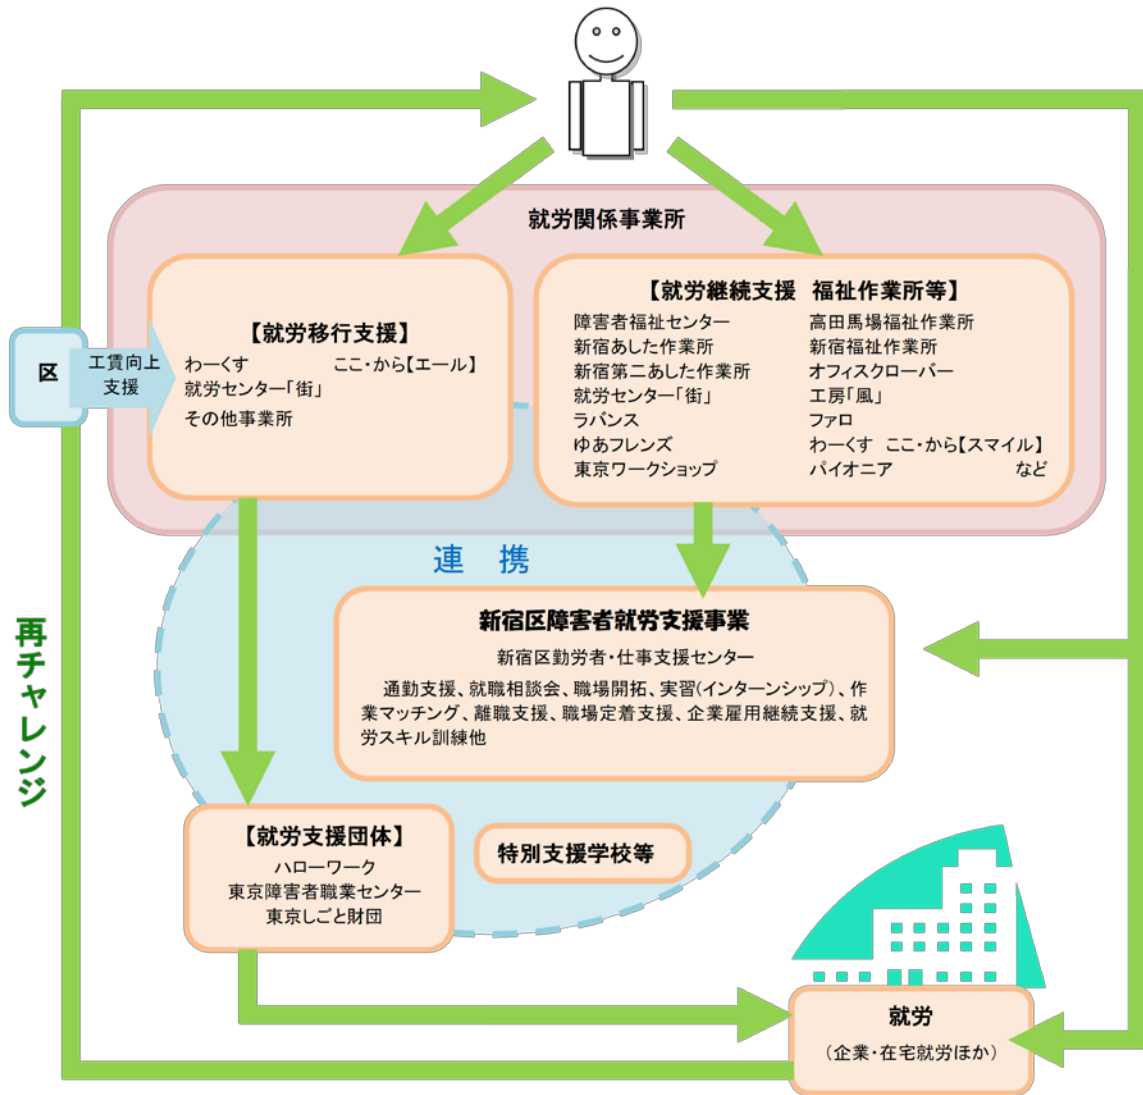 就労関係事業所
区
工賃向上
支援
【就労移行支援】
わーくす ここ・から【エール】
就労センター「街」
その他事業所
【就労継続支援 福祉作業所等】
障害者福祉センター 高田馬場福祉作業所
新宿あした作業所 新宿福祉作業所
新宿第二あした作業所 オフィスクローバー
就労センター「街」 工房「風」
ラバンス ファロ
ゆあフレンズ わーくす ここ・から【スマイル】
東京ワークショップ パイオニア など
連 携
新宿区障害者就労支援事業
新宿区勤労者・仕事支援センター
通勤支援、就職相談会、職場開拓、実習(インターンシップ)、作
業マッチング、離職支援、職場定着支援、企業雇用継続支援、就
労スキル訓練他
再チャレンジ
【就労支援団体】
ハローワーク
東京障害者職業センター
東京しごと財団
特別支援学校等
就労
(企業・在宅就労ほか)